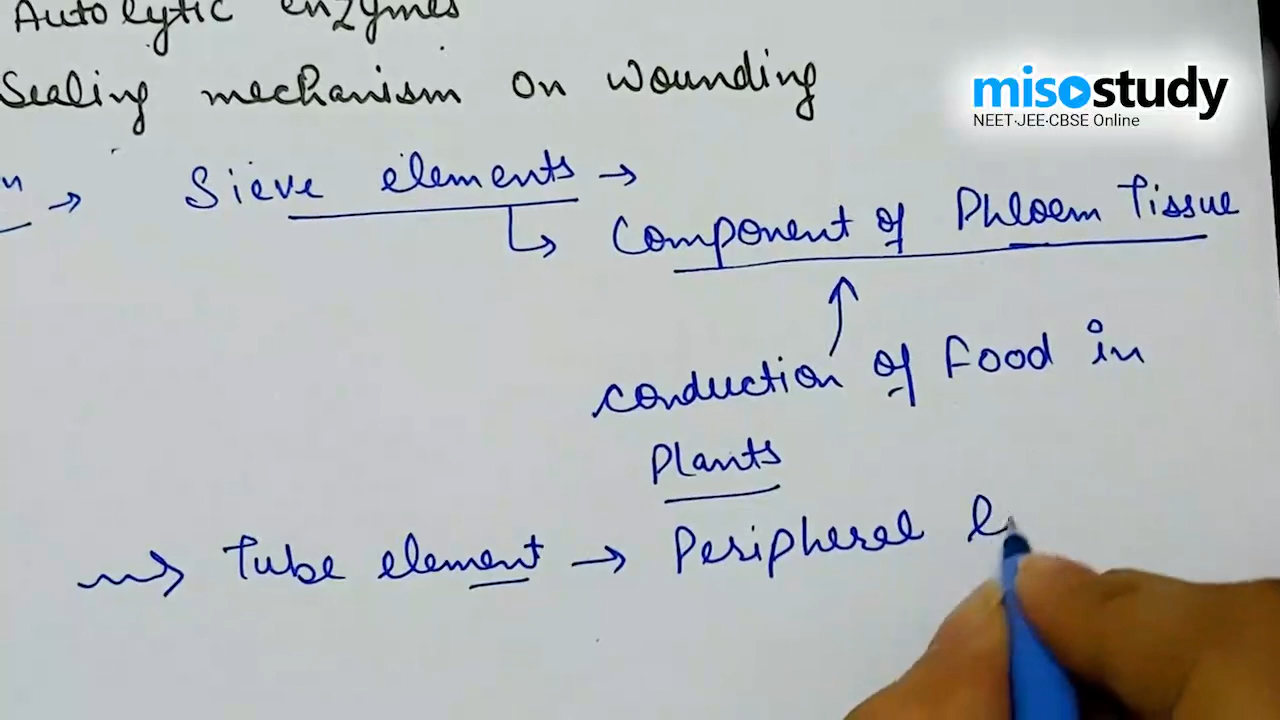 Autolytic enzymes
misostudy
NEET·JEE·CBSE Online
Sealing mechanism on wounding
Sieve elements →
→ Component of Phloem Tissue
conduction of Food in
Plants
Tube element → Peripheral